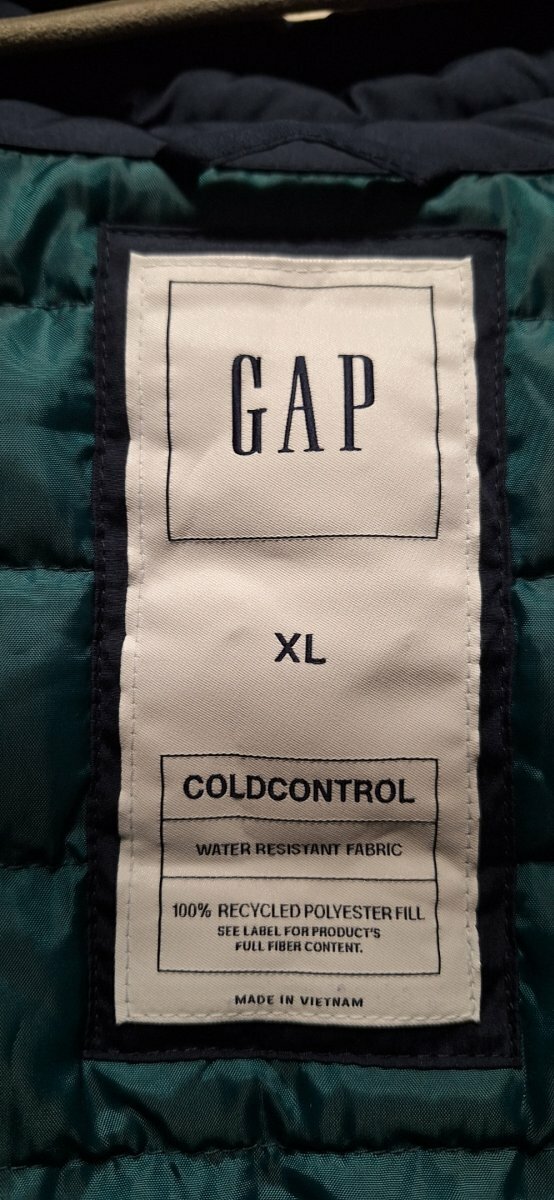 GAP
XL
COLDCONTROL
WATER RESISTANT FABRIC
100% RECYCLED POLYESTER FILL
SEE LABEL FOR PRODUCT'S
FULL FIBER CONTENT.
MADE IN VIETNAM